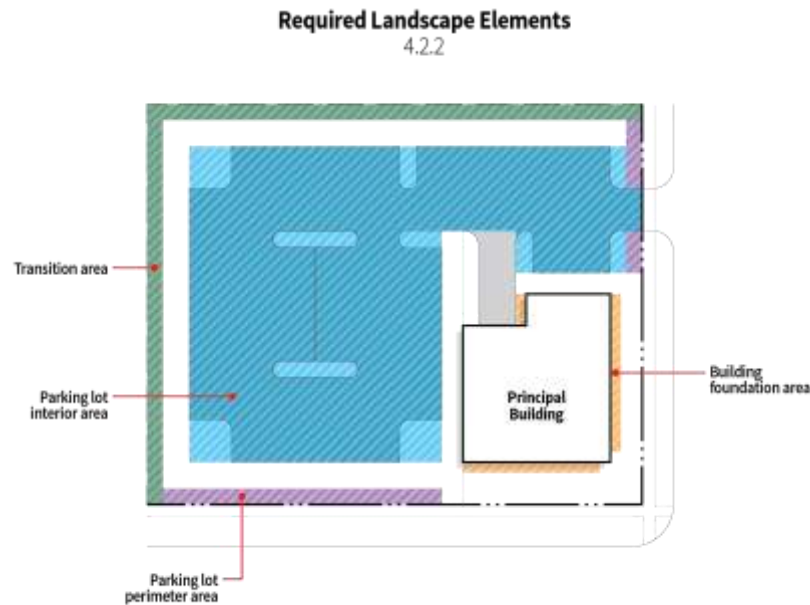 Required Landscape Elements
4.2.2
Transition area
Parking lot
interior area
Principal
Building
Building
foundation area
Parking lot
perimeter area